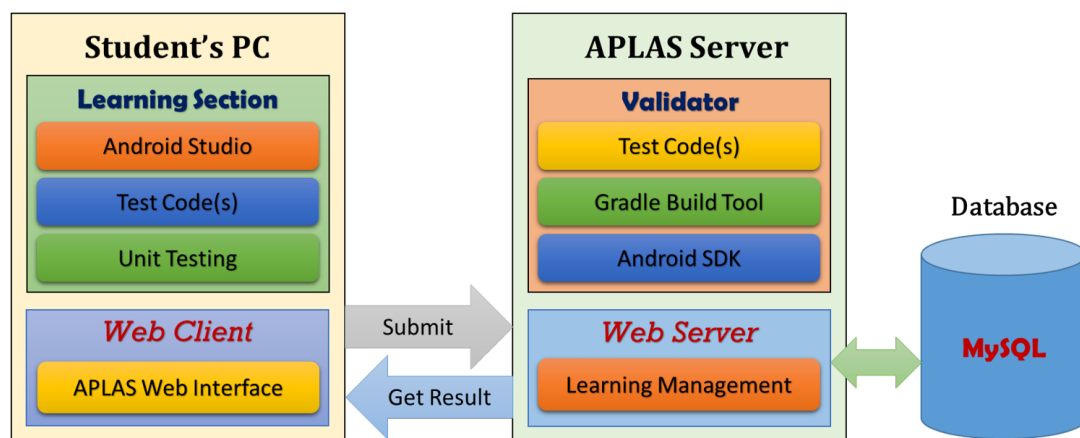 Student's PC
Learning Section
Android Studio
Test Code(s)
Unit Testing
Web Client
APLAS Web Interface
Submit
Get Result
APLAS Server
Validator
Test Code(s)
Gradle Build Tool
Android SDK
Web Server
Learning Management
Database
MySQL